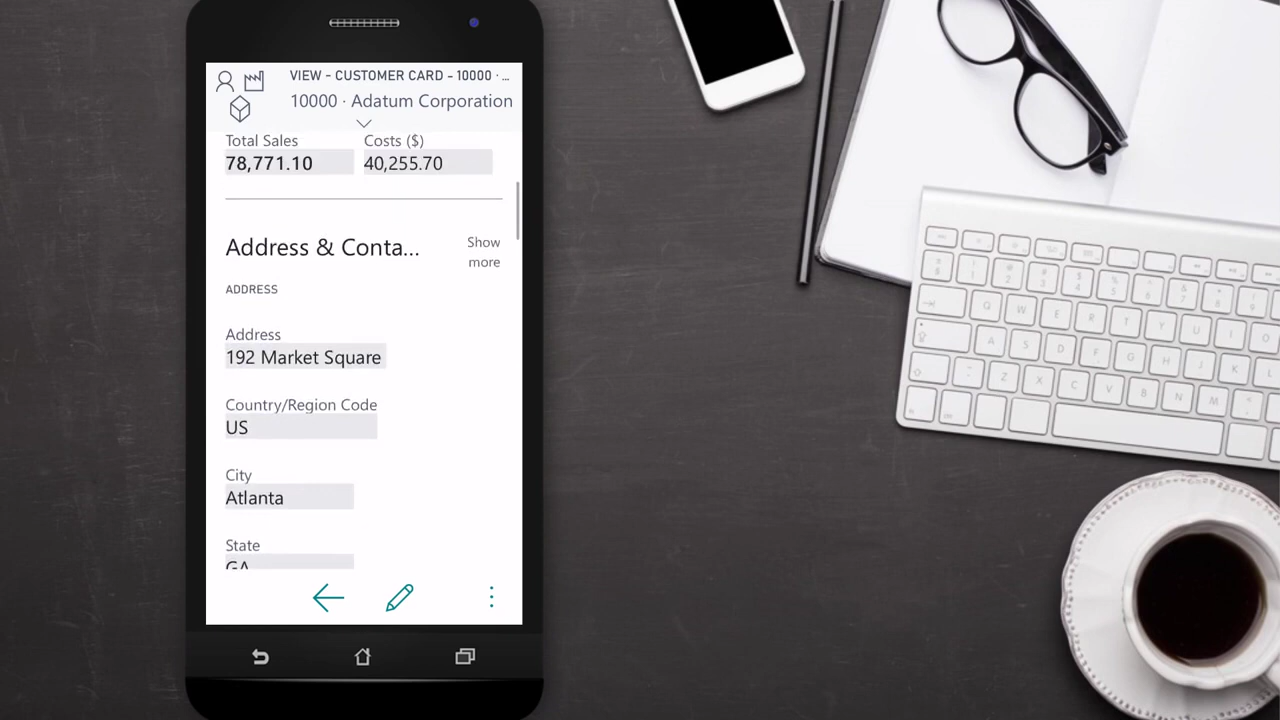 VIEW - CUSTOMER CARD - 10000 · ...
10000 · Adatum Corporation
Total Sales Costs ($)
78,771.10 40,255.70
Address & Conta... Show more
ADDRESS
Address
192 Market Square
Country/Region Code
US
City
Atlanta
State
GA
Q W E R T Y U I O
A S D F G H J K L
Z X C V B N M